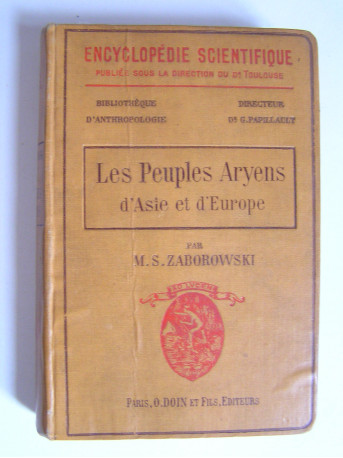 ENCYCLOPÉDIE SCIENTIFIQUE
PUBLIÉE SOUS LA DIRECTION DU Dr TOULOUSE
BIBLIOTHÈQUE
D'ANTHROPOLOGIE
DIRECTEUR
Dr G. PAPILLAULT
Les Peuples Aryens
d'Asie et d'Europe
PAR
M. S. ZABOROWSKI
PARIS, O. DOIN ET FILS, EDITEURS